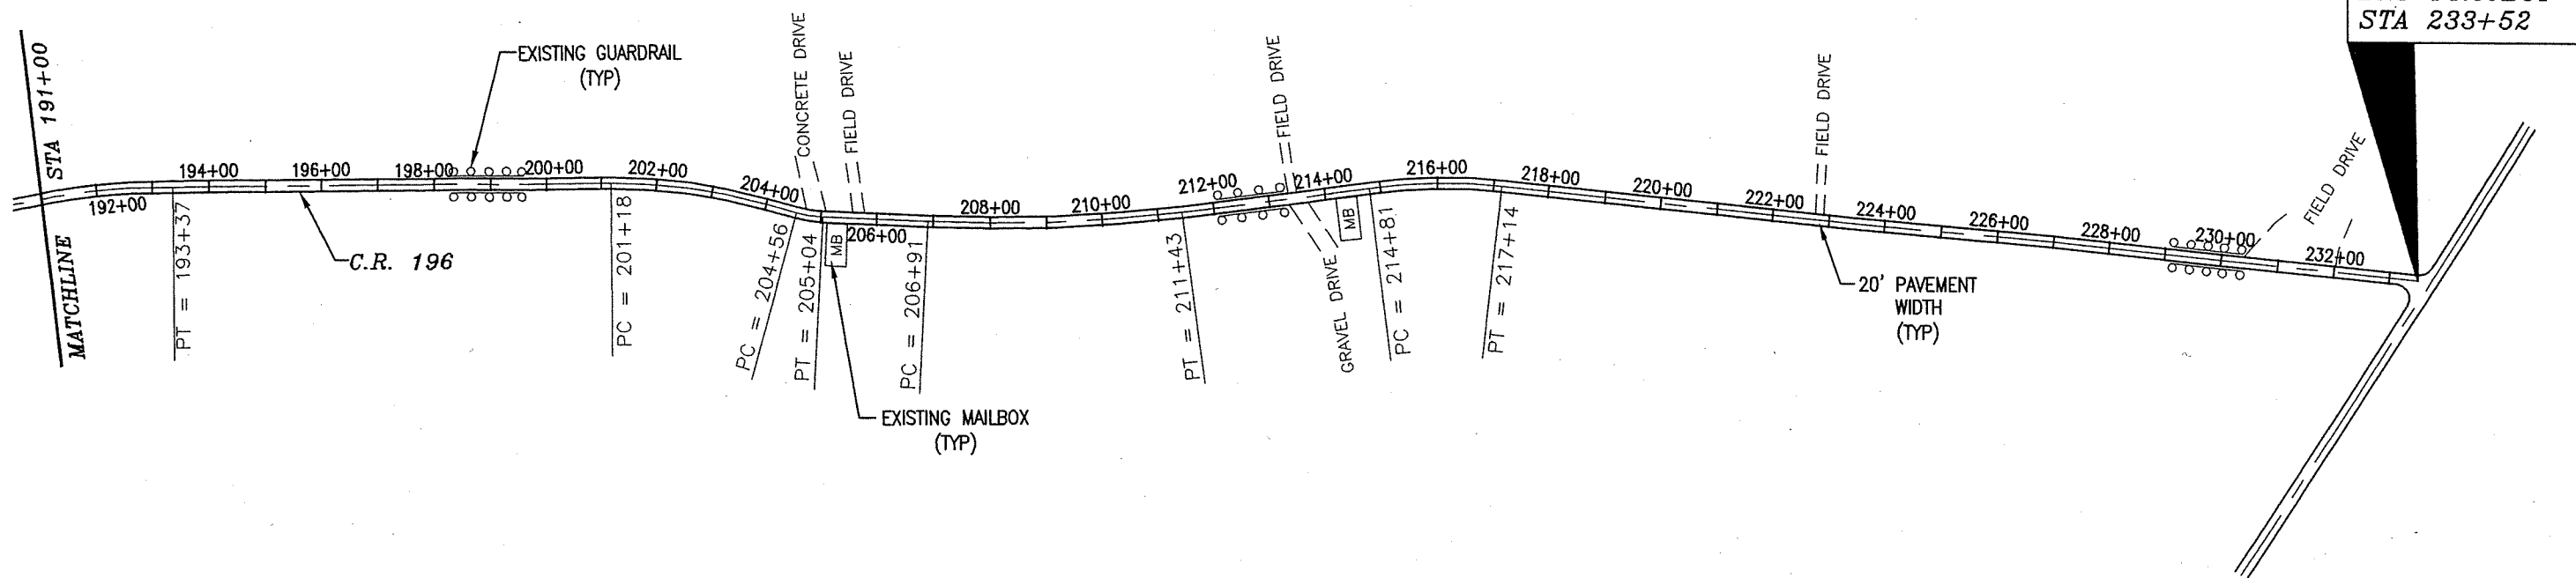 STA 233+52
MATCHLINE STA 191+00
EXISTING GUARDRAIL
(TYP)
CONCRETE DRIVE
FIELD DRIVE
FIELD DRIVE
FIELD DRIVE
FIELD DRIVE
192+00
194+00
196+00
198+00
200+00
202+00
204+00
206+00
208+00
210+00
212+00
214+00
216+00
218+00
220+00
222+00
224+00
226+00
228+00
230+00
232+00
C.R. 196
PT = 193+37
PC = 201+18
PC = 204+56
PT = 205+04
MB
PC = 206+91
PT = 211+43
GRAVEL DRIVE
MB
PC = 214+81
PT = 217+14
20' PAVEMENT
WIDTH
(TYP)
EXISTING MAILBOX
(TYP)